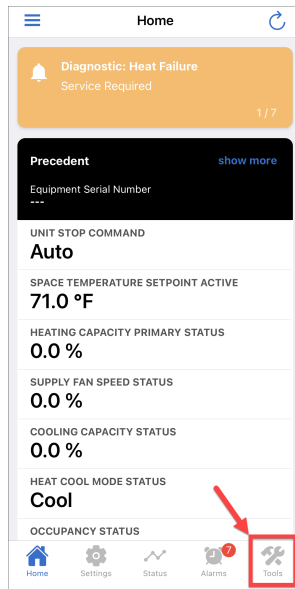 Home
Diagnostic: Heat Failure
Service Required
1 / 7
Precedent show more
Equipment Serial Number
---
UNIT STOP COMMAND
Auto
SPACE TEMPERATURE SETPOINT ACTIVE
71.0 °F
HEATING CAPACITY PRIMARY STATUS
0.0 %
SUPPLY FAN SPEED STATUS
0.0 %
COOLING CAPACITY STATUS
0.0 %
HEAT COOL MODE STATUS
Cool
OCCUPANCY STATUS
7
Home Settings Status Alarms Tools